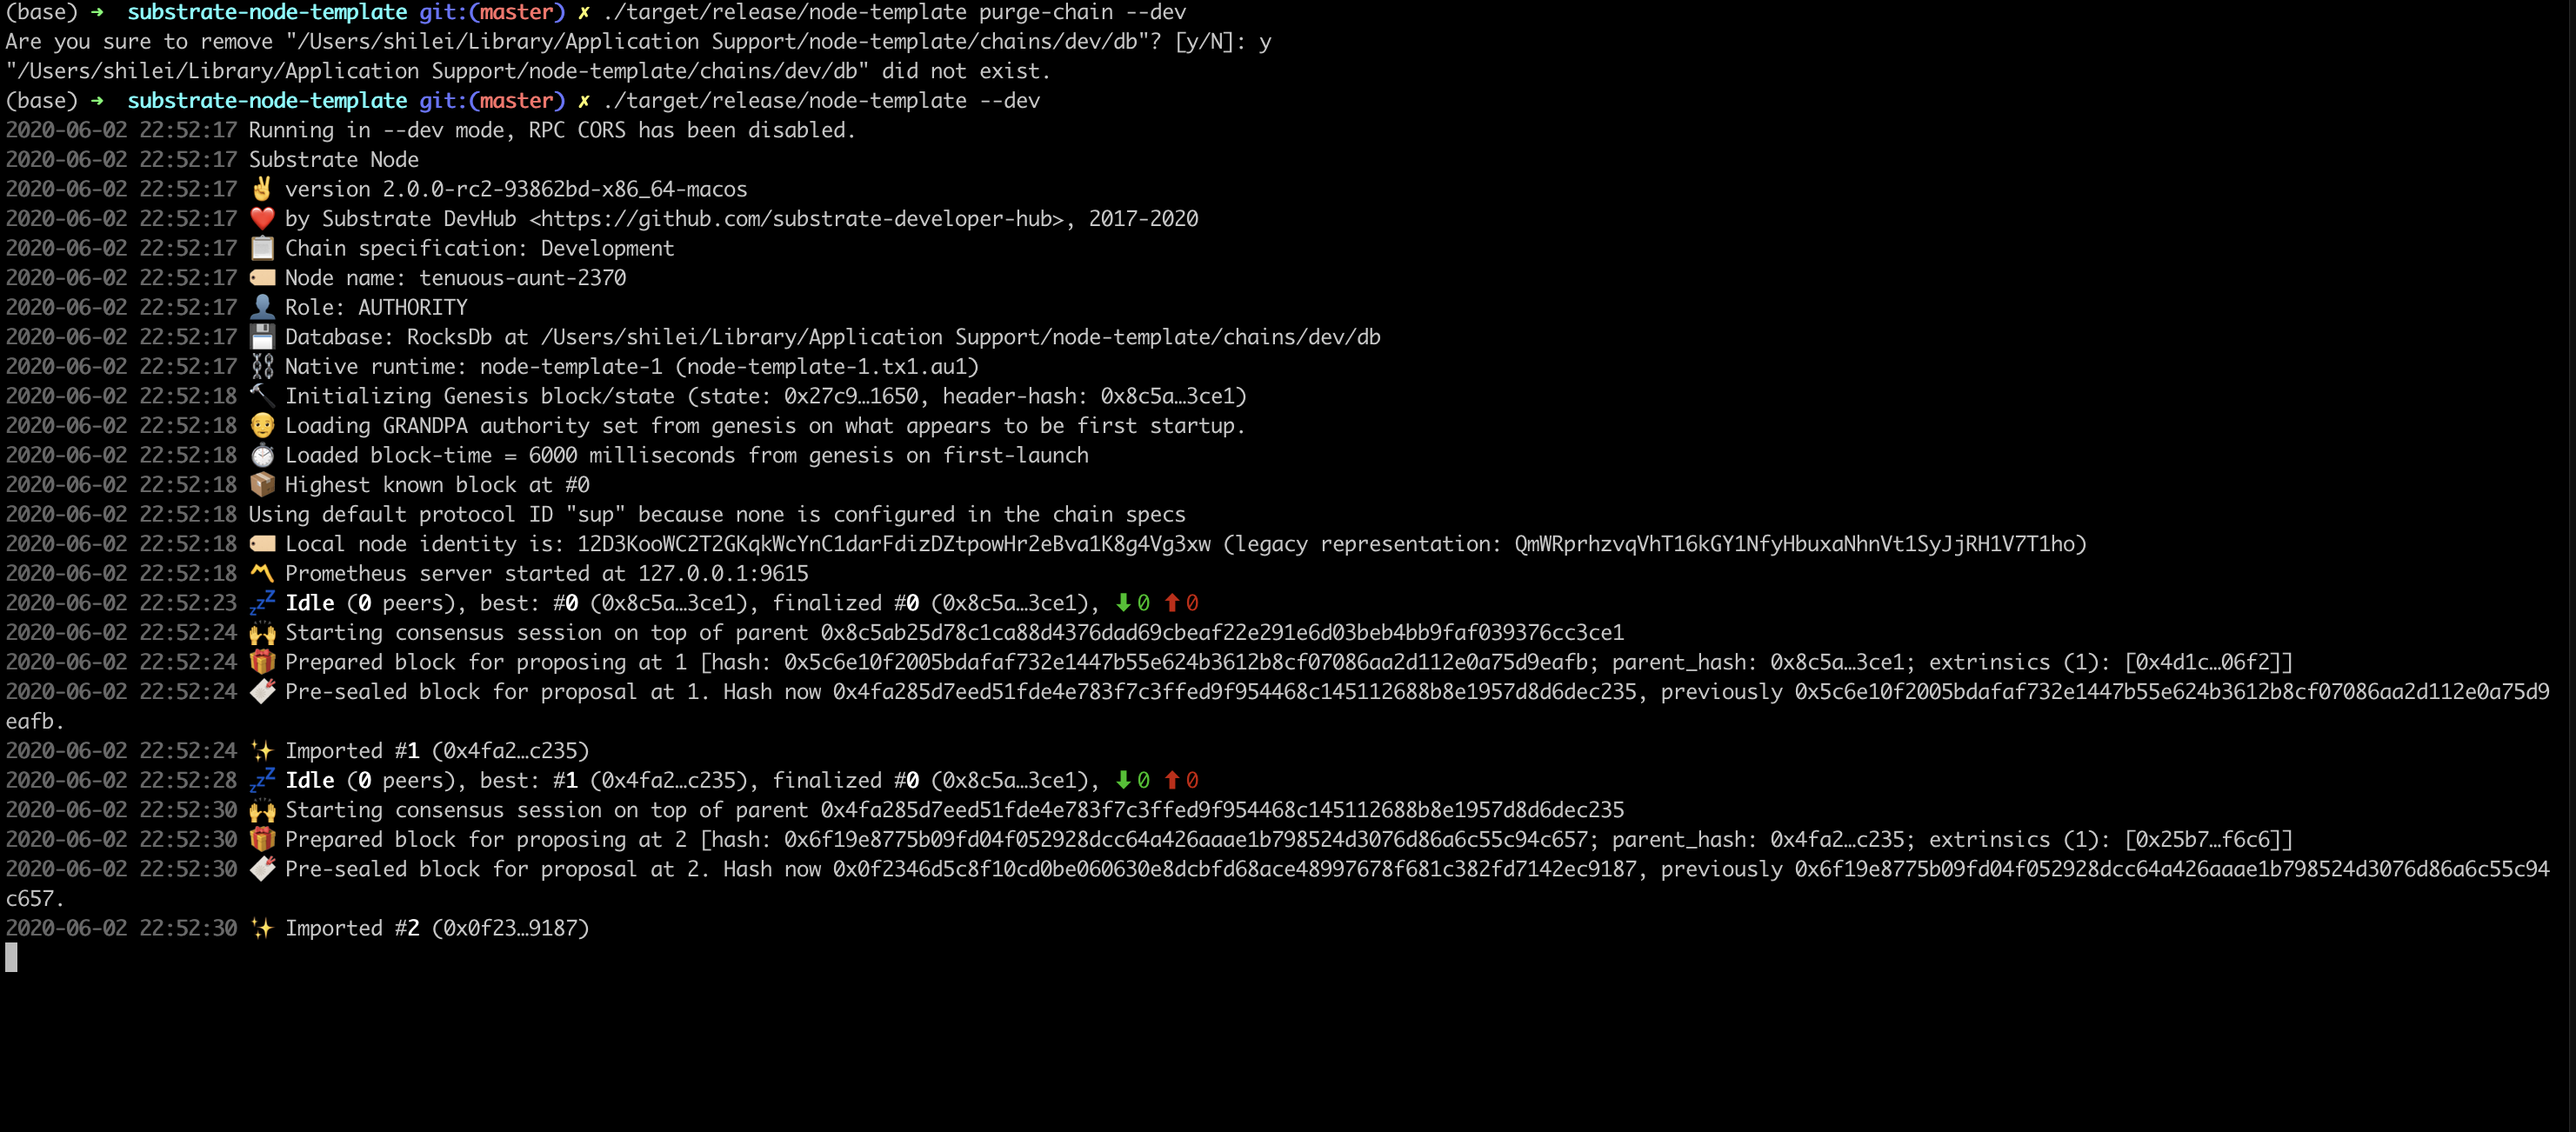 (base) ➜  substrate-node-template git:(master) ✗ ./target/release/node-template purge-chain --dev
Are you sure to remove "/Users/shilei/Library/Application Support/node-template/chains/dev/db"? [y/N]: y
"/Users/shilei/Library/Application Support/node-template/chains/dev/db" did not exist.
(base) ➜  substrate-node-template git:(master) ✗ ./target/release/node-template --dev
2020-06-02 22:52:17 Running in --dev mode, RPC CORS has been disabled.
2020-06-02 22:52:17 Substrate Node
2020-06-02 22:52:17 ✌️ version 2.0.0-rc2-93862bd-x86_64-macos
2020-06-02 22:52:17 ❤️ by Substrate DevHub <https://github.com/substrate-developer-hub>, 2017-2020
2020-06-02 22:52:17 📋 Chain specification: Development
2020-06-02 22:52:17 🏷 Node name: tenuous-aunt-2370
2020-06-02 22:52:17 👤 Role: AUTHORITY
2020-06-02 22:52:17 💾 Database: RocksDb at /Users/shilei/Library/Application Support/node-template/chains/dev/db
2020-06-02 22:52:17 ⛓ Native runtime: node-template-1 (node-template-1.tx1.au1)
2020-06-02 22:52:18 🔨 Initializing Genesis block/state (state: 0x27c9…1650, header-hash: 0x8c5a…3ce1)
2020-06-02 22:52:18 👴 Loading GRANDPA authority set from genesis on what appears to be first startup.
2020-06-02 22:52:18 ⏱ Loaded block-time = 6000 milliseconds from genesis on first-launch
2020-06-02 22:52:18 📦 Highest known block at #0
2020-06-02 22:52:18 Using default protocol ID "sup" because none is configured in the chain specs
2020-06-02 22:52:18 🏷 Local node identity is: 12D3KooWC2T2GKqkWcYnC1darFdizDZtpowHr2eBva1K8g4Vg3xw (legacy representation: QmWRprhzvqVhT16kGY1NfyHbuxaNhnVt1SyJjRH1V7T1ho)
2020-06-02 22:52:18 〽️ Prometheus server started at 127.0.0.1:9615
2020-06-02 22:52:23 💤 Idle (0 peers), best: #0 (0x8c5a…3ce1), finalized #0 (0x8c5a…3ce1), ⬇ 0 ⬆ 0
2020-06-02 22:52:24 🙌 Starting consensus session on top of parent 0x8c5ab25d78c1ca88d4376dad69cbeaf22e291e6d03beb4bb9faf039376cc3ce1
2020-06-02 22:52:24 🎁 Prepared block for proposing at 1 [hash: 0x5c6e10f2005bdafaf732e1447b55e624b3612b8cf07086aa2d112e0a75d9eafb; parent_hash: 0x8c5a…3ce1; extrinsics (1): [0x4d1c…06f2]]
2020-06-02 22:52:24 🔖 Pre-sealed block for proposal at 1. Hash now 0x4fa285d7eed51fde4e783f7c3ffed9f954468c145112688b8e1957d8d6dec235, previously 0x5c6e10f2005bdafaf732e1447b55e624b3612b8cf07086aa2d112e0a75d9
eafb.
2020-06-02 22:52:24 ✨ Imported #1 (0x4fa2…c235)
2020-06-02 22:52:28 💤 Idle (0 peers), best: #1 (0x4fa2…c235), finalized #0 (0x8c5a…3ce1), ⬇ 0 ⬆ 0
2020-06-02 22:52:30 🙌 Starting consensus session on top of parent 0x4fa285d7eed51fde4e783f7c3ffed9f954468c145112688b8e1957d8d6dec235
2020-06-02 22:52:30 🎁 Prepared block for proposing at 2 [hash: 0x6f19e8775b09fd04f052928dcc64a426aaae1b798524d3076d86a6c55c94c657; parent_hash: 0x4fa2…c235; extrinsics (1): [0x25b7…f6c6]]
2020-06-02 22:52:30 🔖 Pre-sealed block for proposal at 2. Hash now 0x0f2346d5c8f10cd0be060630e8dcbfd68ace48997678f681c382fd7142ec9187, previously 0x6f19e8775b09fd04f052928dcc64a426aaae1b798524d3076d86a6c55c94
c657.
2020-06-02 22:52:30 ✨ Imported #2 (0x0f23…9187)